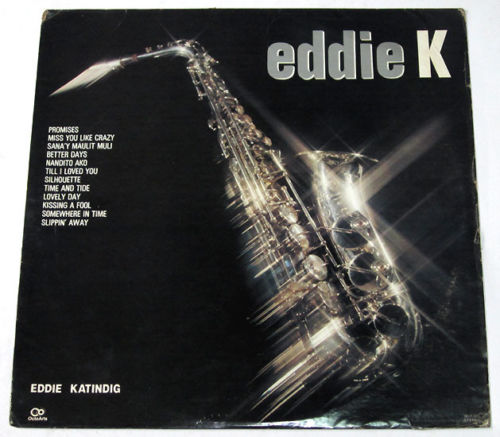 eddie K
PROMISES
MISS YOU LIKE CRAZY
SANA'Y MAULIT MULI
BETTER DAYS
NANDITO AKO
TILL I LOVED YOU
SILHOUETTE
TIME AND TIDE
LOVELY DAY
KISSING A FOOL
SOMEWHERE IN TIME
SLIPPIN' AWAY
EDDIE KATINDIG
OctoArts